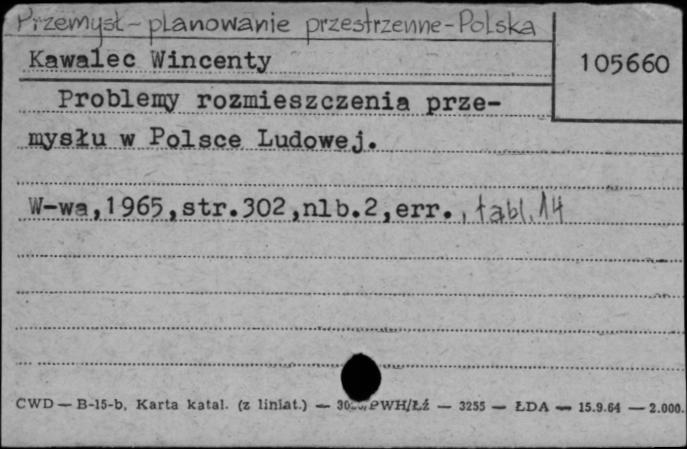 Przemysł - planowanie przestrzenne - Polska
Kawalec Wincenty
105660
Problemy rozmieszczenia prze-
mysłu w Polsce Ludowej.
W-wa,1965,str.302,nlb.2,err., tabl.14
CWD — B-15-b, Karta katal. (z liniat.) — PWH/Łź — 3255 — ŁDA — 15.9.64 — 2.000.